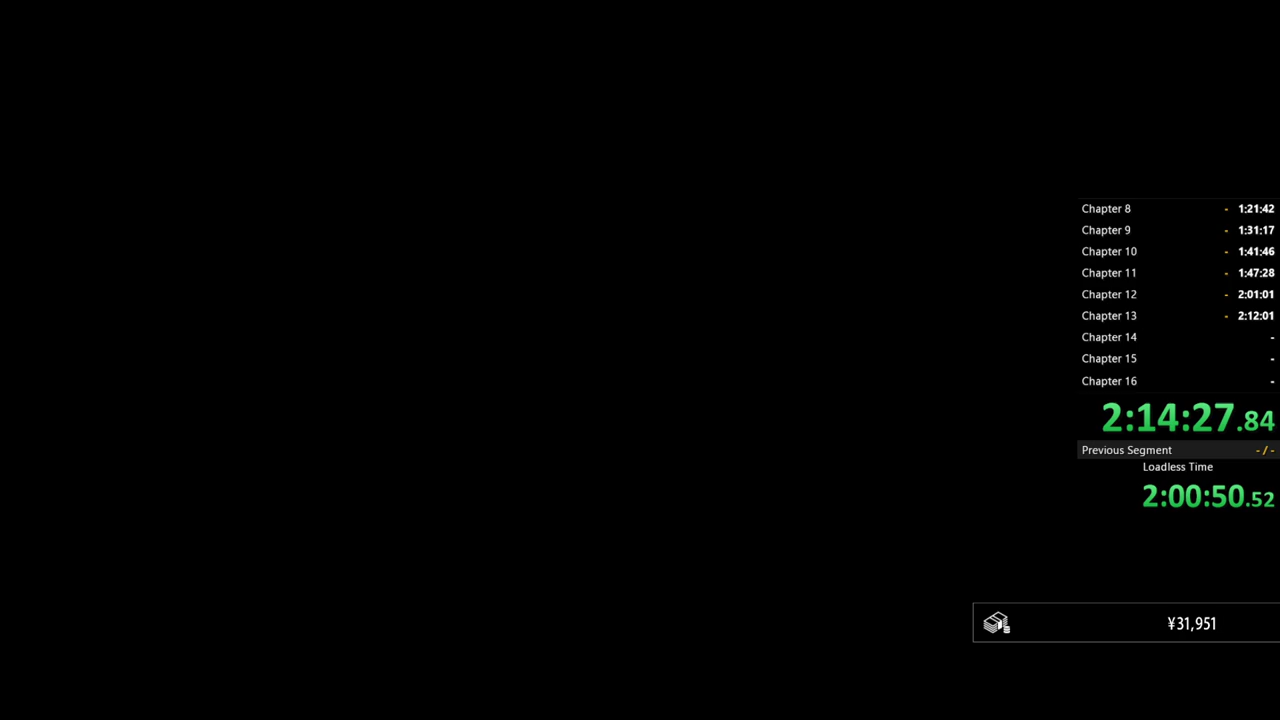 Chapter 8 - 1:21:42
Chapter 9 - 1:31:17
Chapter 10 - 1:41:46
Chapter 11 - 1:47:28
Chapter 12 - 2:01:01
Chapter 13 - 2:12:01
Chapter 14 -
Chapter 15 -
Chapter 16 -
2:14:27.84
Previous Segment - / -
Loadless Time
2:00:50.52
¥31,951